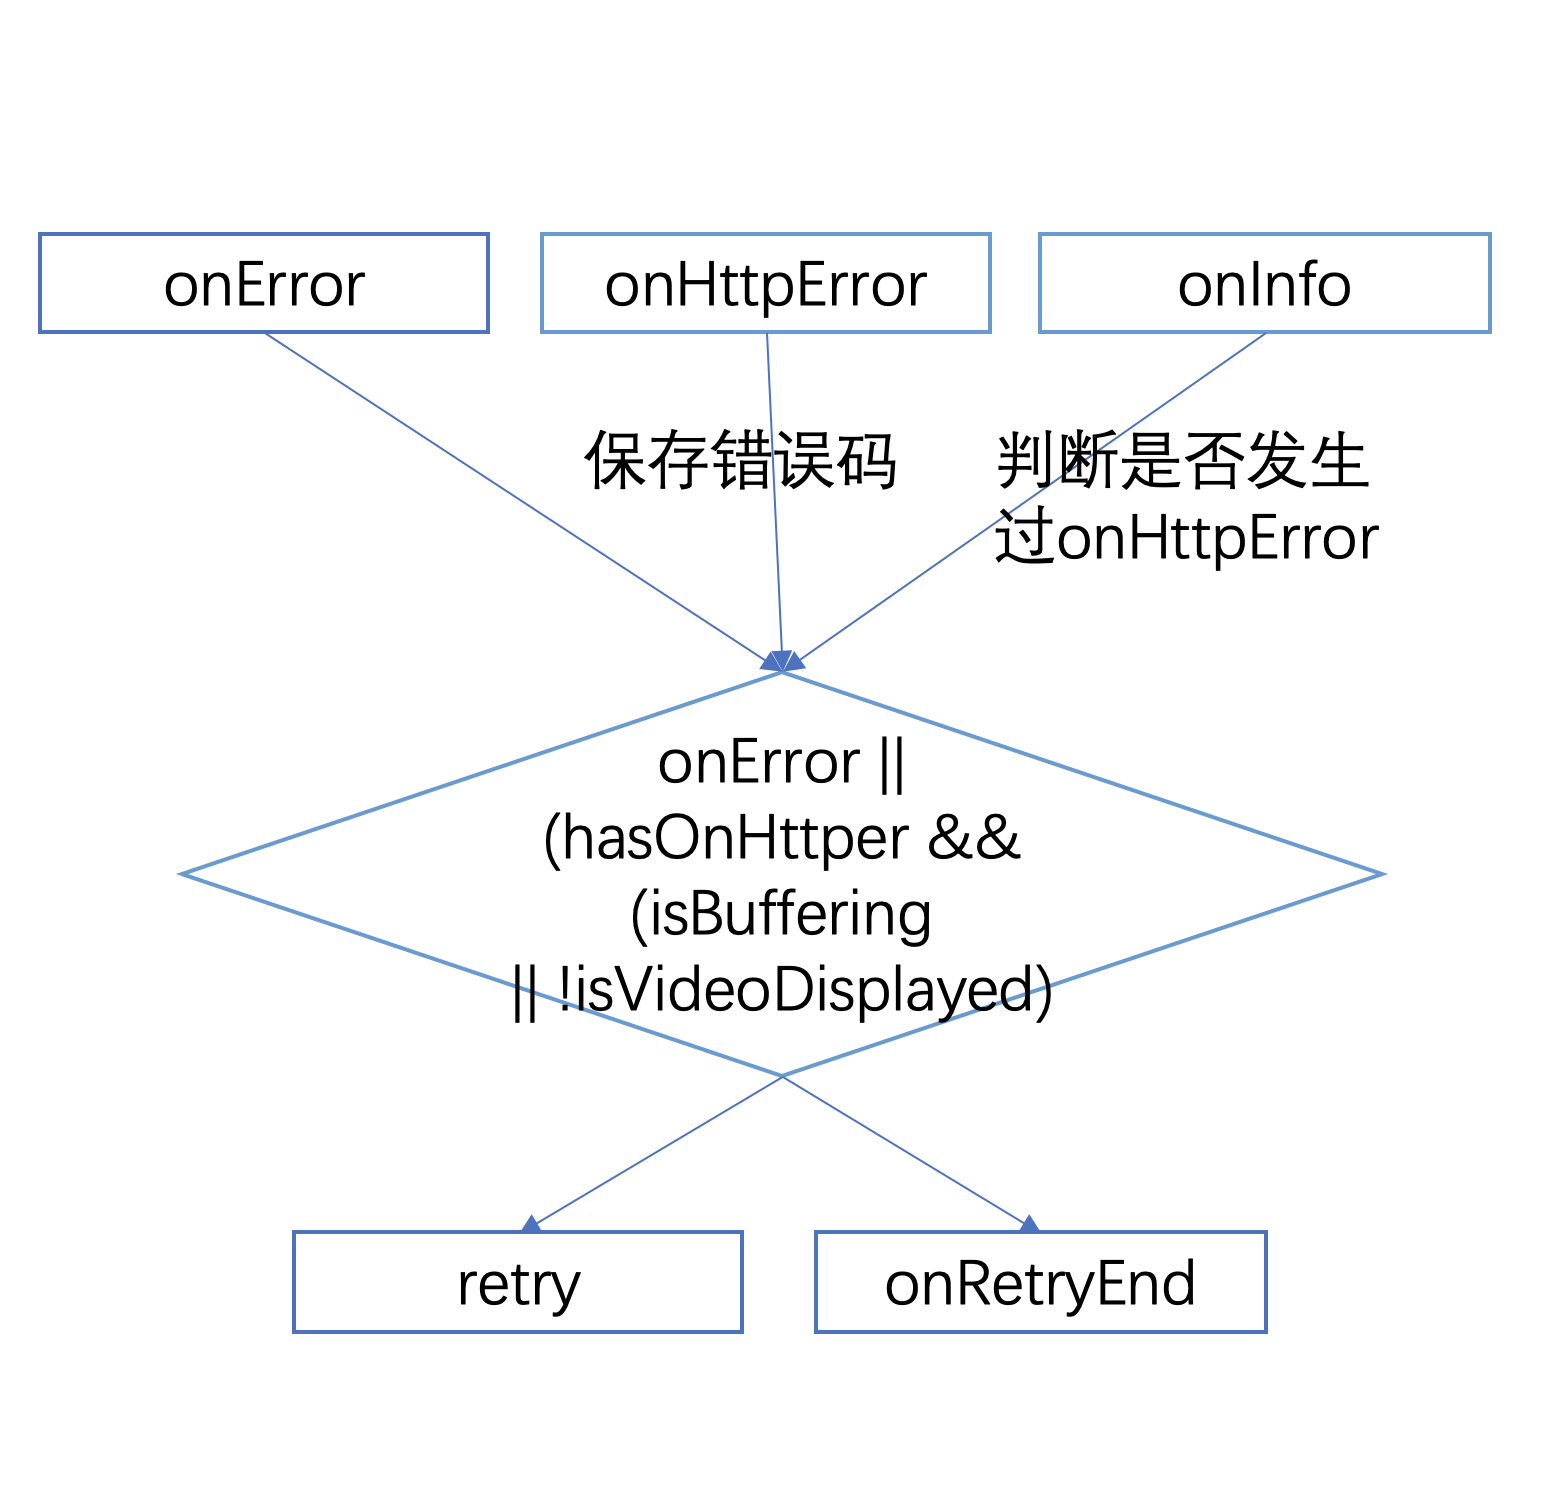 onError
onHttpError
onInfo
保存错误码
判断是否发生
过onHttpError
onError ||
(hasOnHttper &&
(isBuffering
|| !isVideoDisplayed)
retry
onRetryEnd